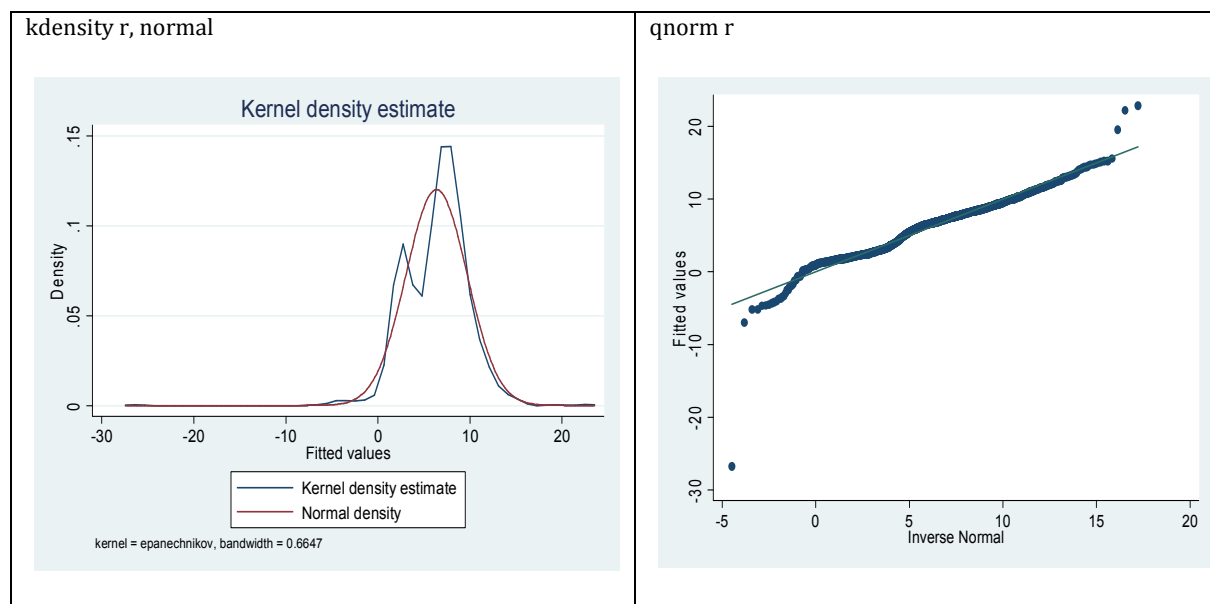 kdensity r, normal
Kernel density estimate
.15
.1
.05
0
Density
-30
-20
-10
0
10
20
Fitted values
Kernel density estimate
Normal density
kernel = epanechnikov, bandwidth = 0.6647
qnorm r
20
10
0
-10
-20
-30
Fitted values
-5
0
5
10
15
20
Inverse Normal